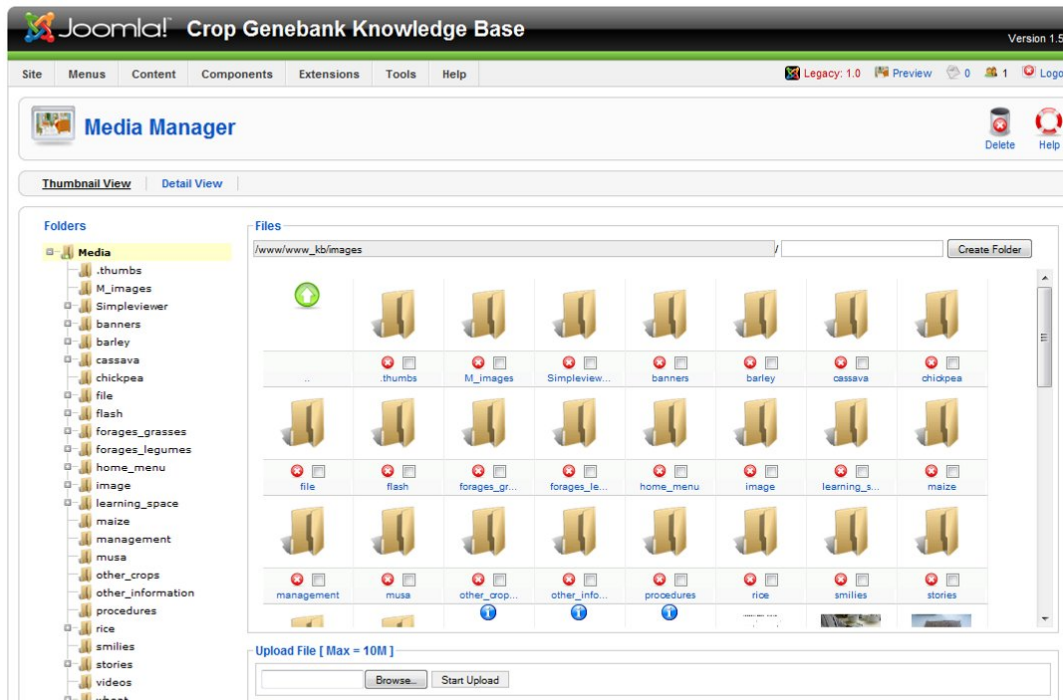 Joomla! Crop Genebank Knowledge Base
Version 1.5
Site Menus Content Components Extensions Tools Help Legacy: 1.0 Preview 0 1 Logo
Media Manager
Delete Help
Thumbnail View Detail View
Folders
Media
.thumbs
M_images
Simpleviewer
banners
barley
cassava
chickpea
file
flash
forages_grasses
forages_legumes
home_menu
image
learning_space
maize
management
musa
other_crops
other_information
procedures
rice
smilies
stories
videos
Files
/www/www_kb/images / Create Folder
.. .thumbs M_images Simpleview... banners barley cassava chickpea
file flash forages_gr... forages_le... home_menu image learning_s... maize
management musa other_crop... other_info... procedures rice smilies stories
Upload File [ Max = 10M ]
Browse... Start Upload